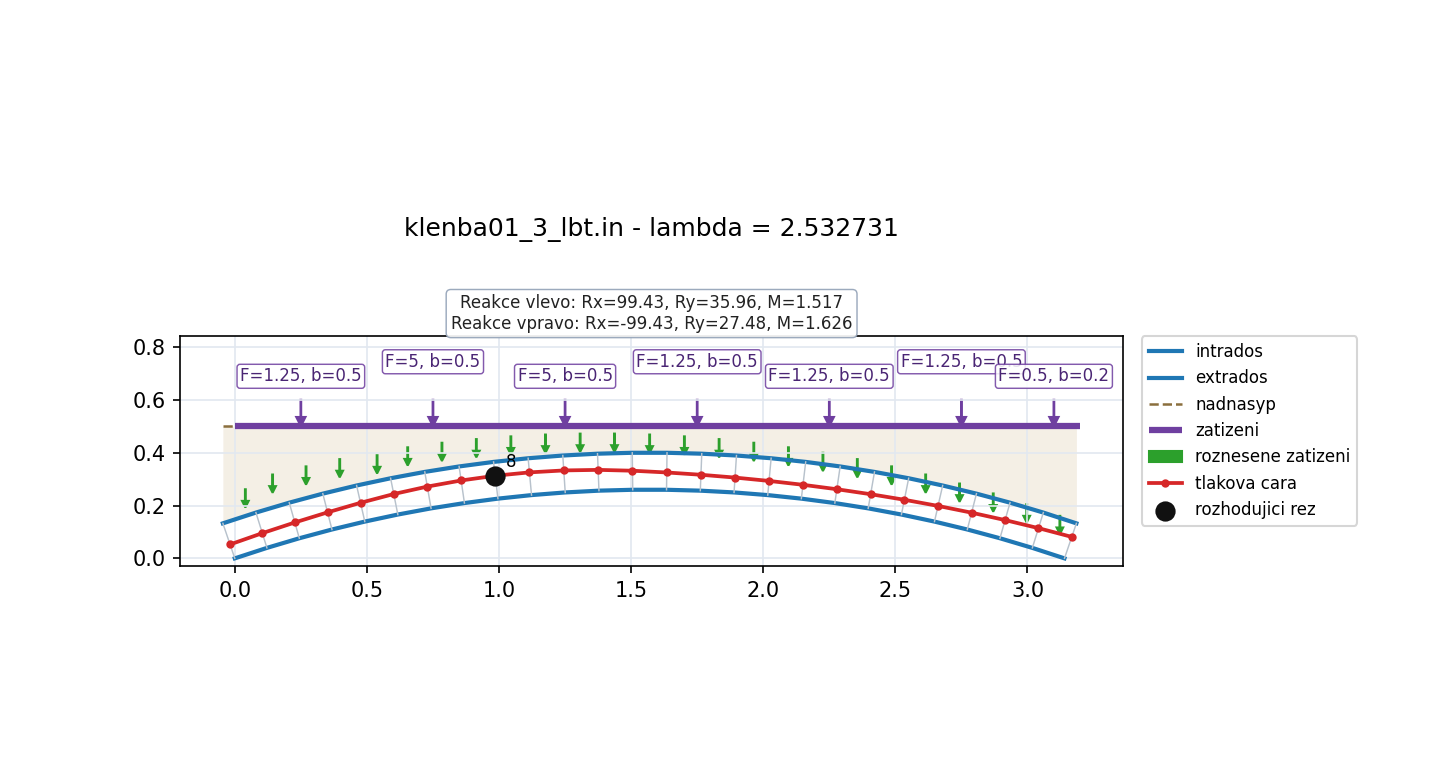 klenba01_3_lbt.in - lambda = 2.532731
Reakce vlevo: Rx=99.43, Ry=35.96, M=1.517
Reakce vpravo: Rx=-99.43, Ry=27.48, M=1.626
F=1.25, b=0.5
F=5, b=0.5
F=5, b=0.5
F=1.25, b=0.5
F=1.25, b=0.5
F=1.25, b=0.5
F=0.5, b=0.2
8
0.8
0.6
0.4
0.2
0.0
0.0
0.5
1.0
1.5
2.0
2.5
3.0
intrados
extrados
nadnasyp
zatizeni
roznesene zatizeni
tlakova cara
rozhodujici rez